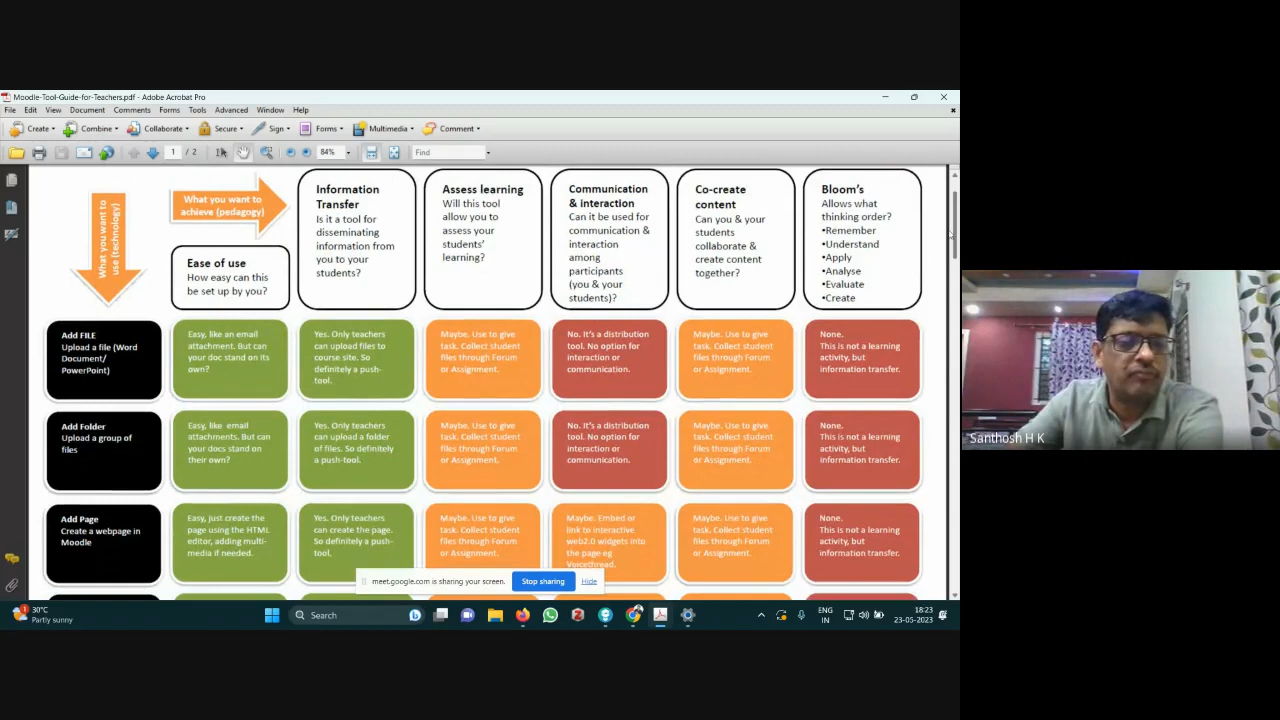 Moodle-Tool-Guide-for-Teachers.pdf - Adobe Acrobat Pro
File Edit View Document Comments Forms Tools Advanced Window Help
Create Combine Collaborate Secure Sign Forms Multimedia Comment
1 / 2 84% Find
What you want to
use (technology)
What you want to
achieve (pedagogy)
Ease of use
How easy can this
be set up by you?
Information
Transfer
Is it a tool for
disseminating
information from
you to your
students?
Assess learning
Will this tool
allow you to
assess your
students'
learning?
Communication
& interaction
Can it be used for
communication &
interaction
among
participants
(you & your
students)?
Co-create
content
Can you & your
students
collaborate &
create content
together?
Bloom's
Allows what
thinking order?
•Remember
•Understand
•Apply
•Analyse
•Evaluate
•Create
Add FILE
Upload a file (Word
Document/
PowerPoint)
Easy, like an email
attachment. But can
your doc stand on its
own?
Yes. Only teachers
can upload files to
course site. So
definitely a push-
tool.
Maybe. Use to give
task. Collect student
files through Forum
or Assignment.
No. It's a distribution
tool. No option for
interaction or
communication.
Maybe. Use to give
task. Collect student
files through Forum
or Assignment.
None.
This is not a learning
activity, but
information transfer.
Add Folder
Upload a group of
files
Easy, like email
attachments. But can
your docs stand on
their own?
Yes. Only teachers
can upload a folder
of files. So definitely
a push-tool.
Maybe. Use to give
task. Collect student
files through Forum
or Assignment.
No. It's a distribution
tool. No option for
interaction or
communication.
Maybe. Use to give
task. Collect student
files through Forum
or Assignment.
None.
This is not a learning
activity, but
information transfer.
Add Page
Create a webpage in
Moodle
Easy, just create the
page using the HTML
editor, adding multi-
media if needed.
Yes. Only teachers
can create the page.
So definitely a push-
tool.
Maybe. Use to give
task. Collect student
files through Forum
or Assignment.
Maybe. Embed or
link to interactive
web2.0 widgets into
the page eg
Voicethread.
Maybe. Use to give
task. Collect student
files through Forum
or Assignment.
None.
This is not a learning
activity, but
information transfer.
meet.google.com is sharing your screen. Stop sharing Hide
30°C
Partly sunny
1
Search
ENG
IN
18:23
23-05-2023
Santhosh H K